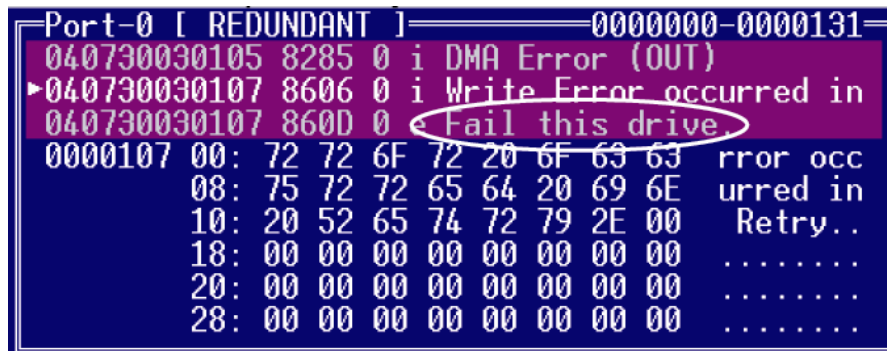 Port-0 [ REDUNDANT ] 0000000-0000131
040730030105 8285 0 i DMA Error (OUT)
►040730030107 8606 0 i Write Error occurred in
040730030107 860D 0 e Fail this drive.
0000107 00: 72 72 6F 72 20 6F 63 63 rror occ
08: 75 72 72 65 64 20 69 6E urred in
10: 20 52 65 74 72 79 2E 00 Retry..
18: 00 00 00 00 00 00 00 00 ........
20: 00 00 00 00 00 00 00 00 ........
28: 00 00 00 00 00 00 00 00 ........